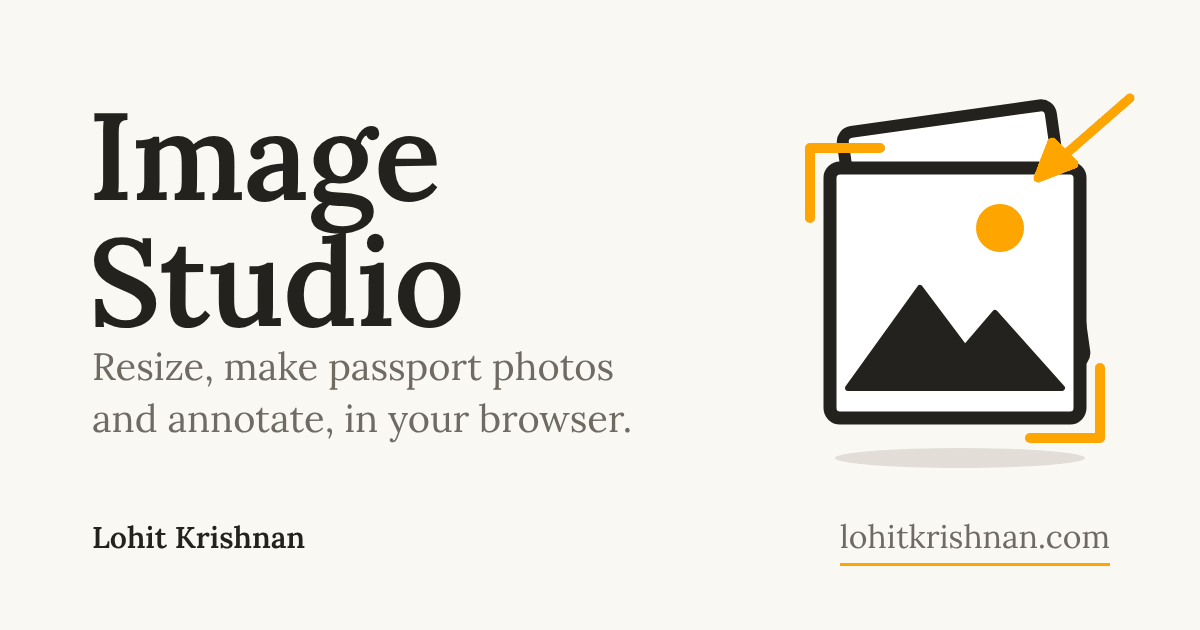 Image
Studio
Resize, make passport photos
and annotate, in your browser.
Lohit Krishnan
lohitkrishnan.com